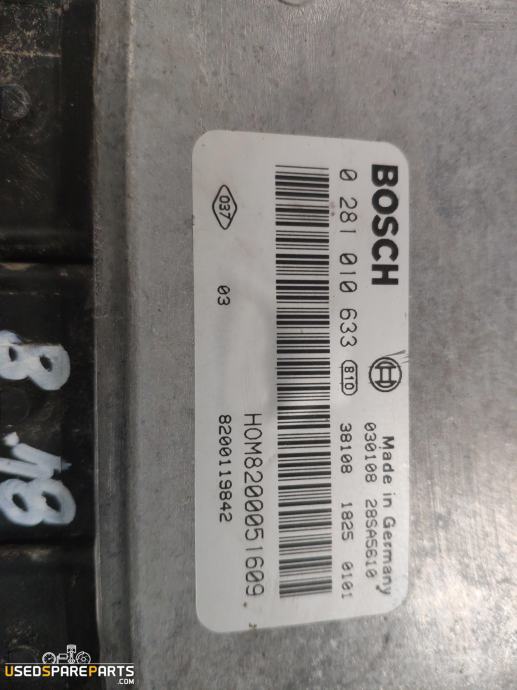 BOSCH
Made in Germany
030108 28SA5610
0 281 010 633
810
38108 1825 0101
HOM8200051609
037
03
8200119842
8.18
USEDSPAREPARTS
.COM